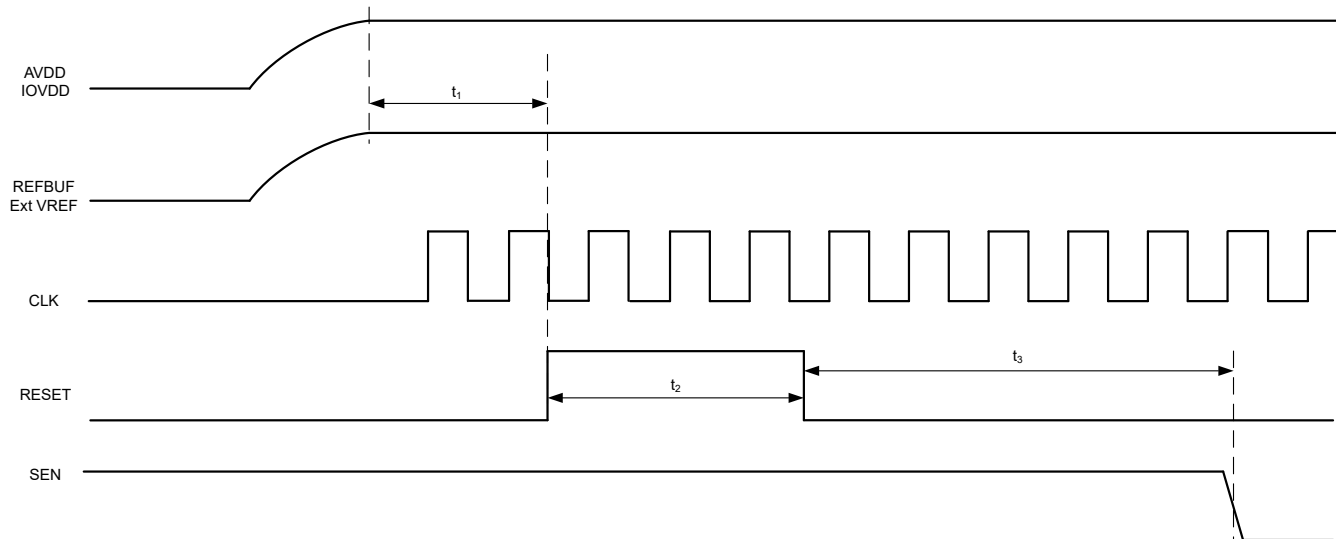 AVDD
IOVDD
t₁
REFBUF
Ext VREF
CLK
t₃
RESET
t₂
SEN